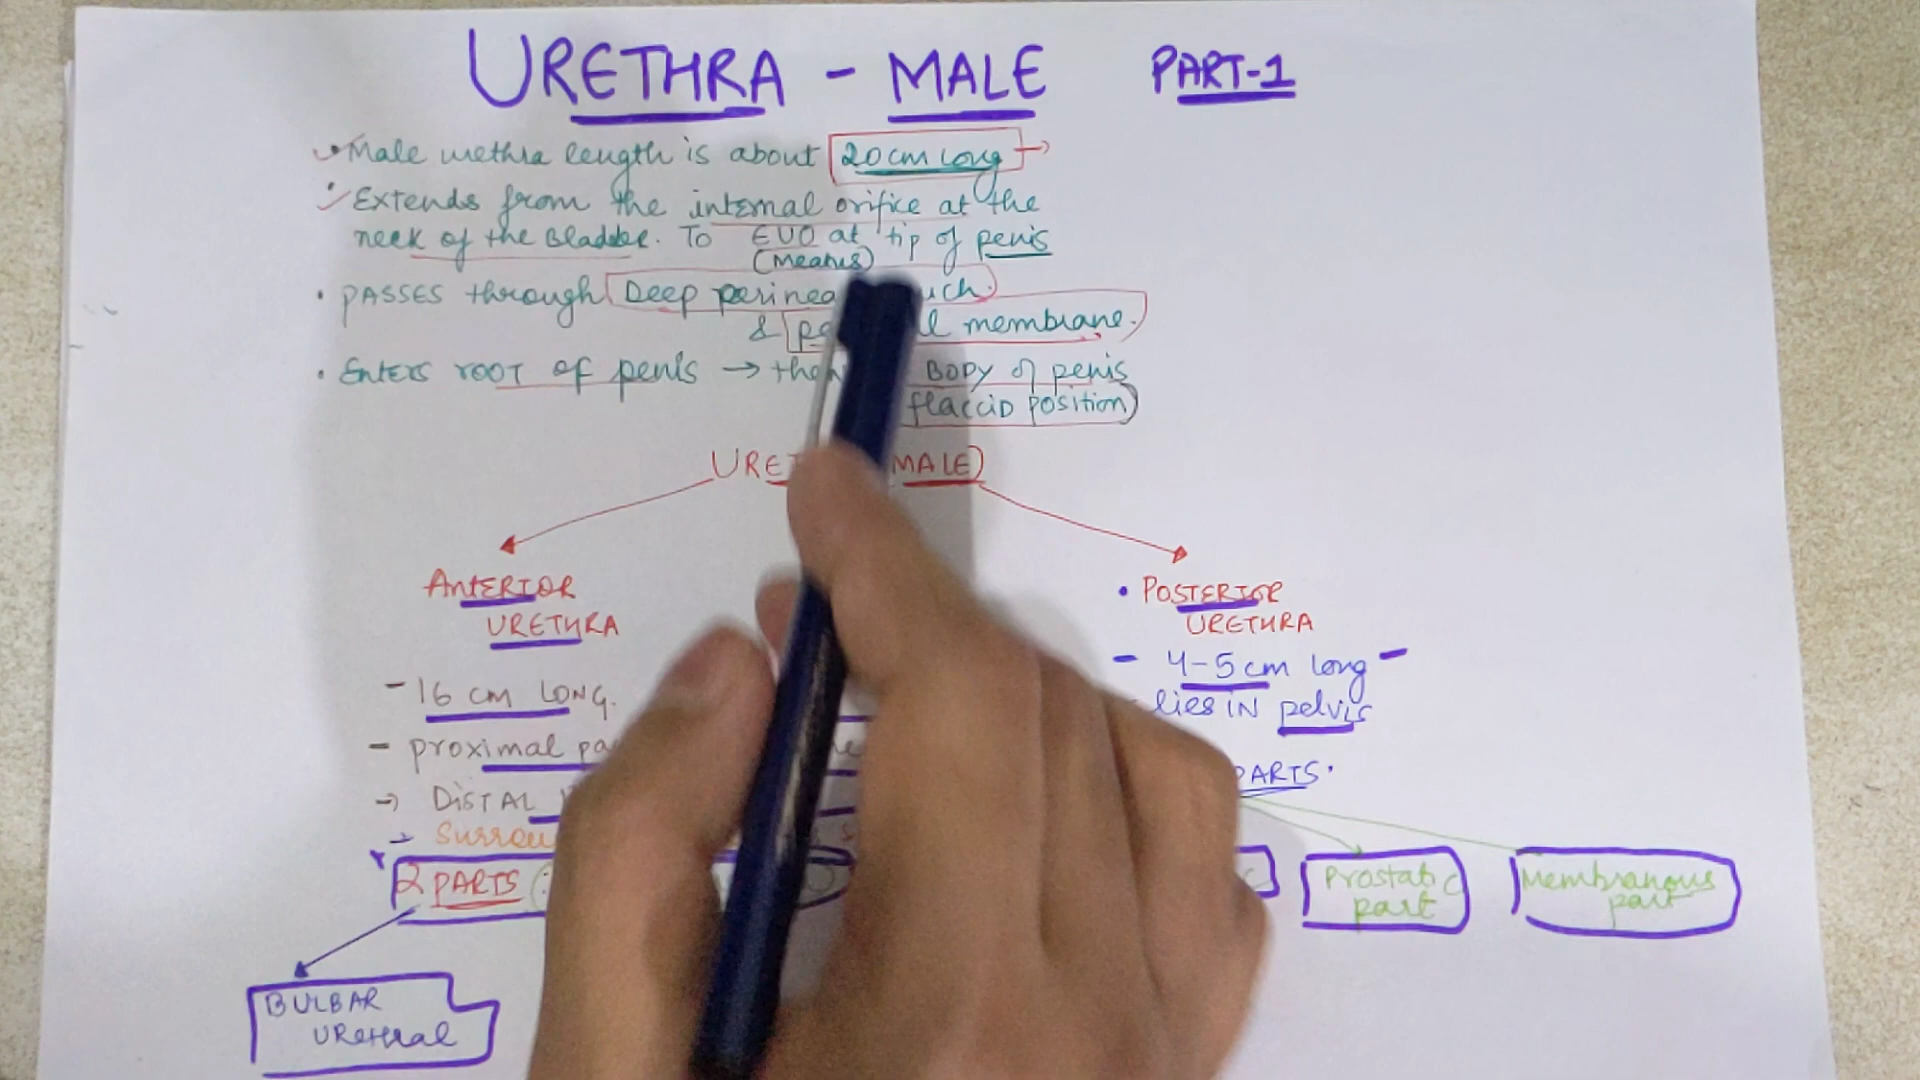 URETHRA - MALE PART-1
Male urethra length is about 20cm long →
Extends from the internal orifice at the
neck of the Bladder. To EUO at tip of penis
(Meatus)
• PASSES through Deep
& membrane.
• Enters ROOT of penis → BODY of penis
flaccid position)
MALE)
ANTERIOR
URETHRA
• POSTERIOR
URETHRA
- 16 cm LONG.
- 4-5 cm long -
- lies IN pelvis
- proximal
PARTS.
→ DISTAL
2 PARTS
Prostatic
part
Membranous
part
BULBAR
Urethral